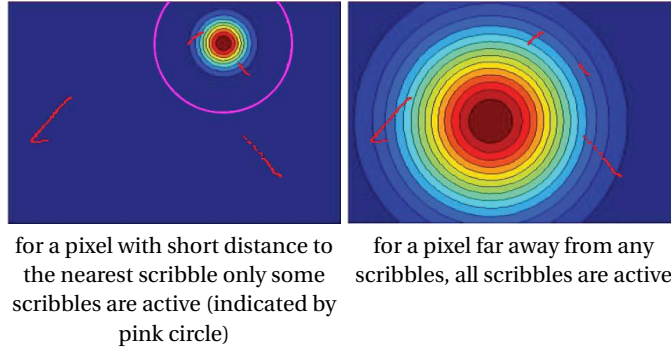 for a pixel with short distance to
the nearest scribble only some
scribbles are active (indicated by
pink circle)
for a pixel far away from any
scribbles, all scribbles are active